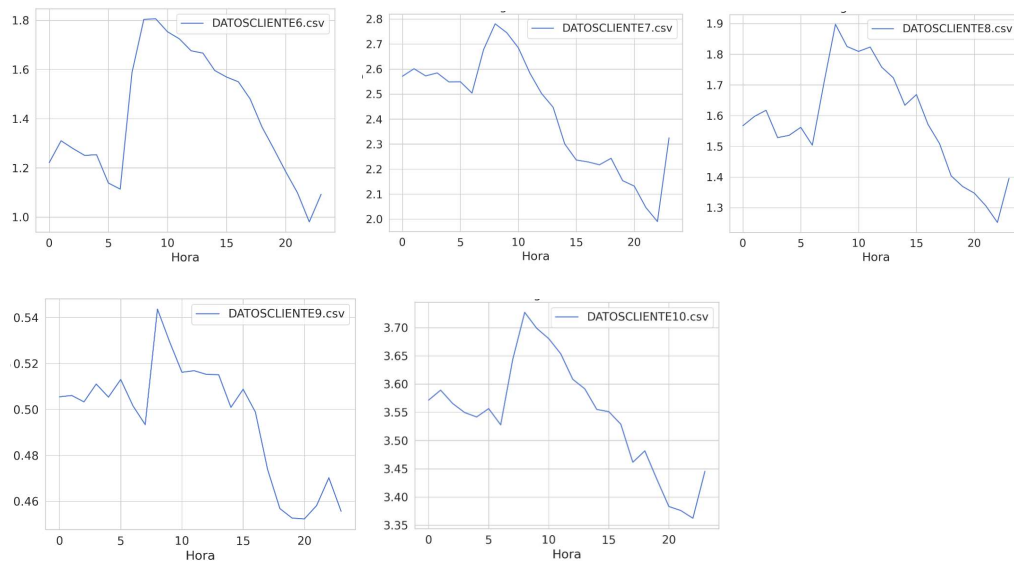 DATOSCLIENTE6.csv
1.8
1.6
1.4
1.2
1.0
0 5 10 15 20
Hora
DATOSCLIENTE7.csv
2.8
2.7
2.6
2.5
2.4
2.3
2.2
2.1
2.0
0 5 10 15 20
Hora
DATOSCLIENTE8.csv
1.9
1.8
1.7
1.6
1.5
1.4
1.3
0 5 10 15 20
Hora
DATOSCLIENTE9.csv
0.54
0.52
0.50
0.48
0.46
0 5 10 15 20
Hora
DATOSCLIENTE10.csv
3.70
3.65
3.60
3.55
3.50
3.45
3.40
3.35
0 5 10 15 20
Hora